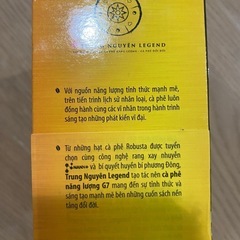 NGUYÊN LEGEND
Với nguồn năng lượng tỉnh thức mạnh mẽ,
trên tiến trình lịch sử nhân loại, cà phê luôn
đồng hành cùng các vĩ nhân trong hành trình
sáng tạo những phát kiến vĩ đại.
Từ những hạt cà phê Robusta được tuyển
chọn cùng công nghệ rang xay nhuyễn
và bí quyết huyền bí phương Đông,
Trung Nguyên Legend tạo nên cà phê
năng lượng G7 mang đến sự tỉnh thức và
sáng tạo mạnh mẽ bên những cuốn sách nền
tảng đổi đời.